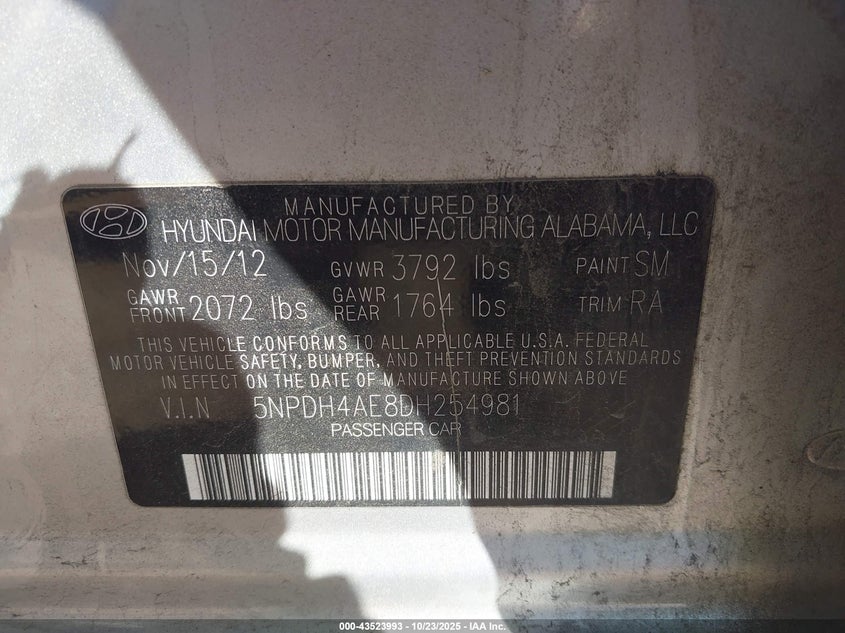 MANUFACTURED BY
HYUNDAI MOTOR MANUFACTURING ALABAMA, LLC
Nov/15/12 GVWR 3792 lbs PAINT SM
GAWR FRONT 2072 lbs GAWR REAR 1764 lbs TRIM RA
THIS VEHICLE CONFORMS TO ALL APPLICABLE U.S.A. FEDERAL
MOTOR VEHICLE SAFETY, BUMPER, AND THEFT PREVENTION STANDARDS
IN EFFECT ON THE DATE OF MANUFACTURE SHOWN ABOVE
V.I.N 5NPDH4AE8DH254981
PASSENGER CAR
000-43523993 - 10/23/2025 - IAA Inc.